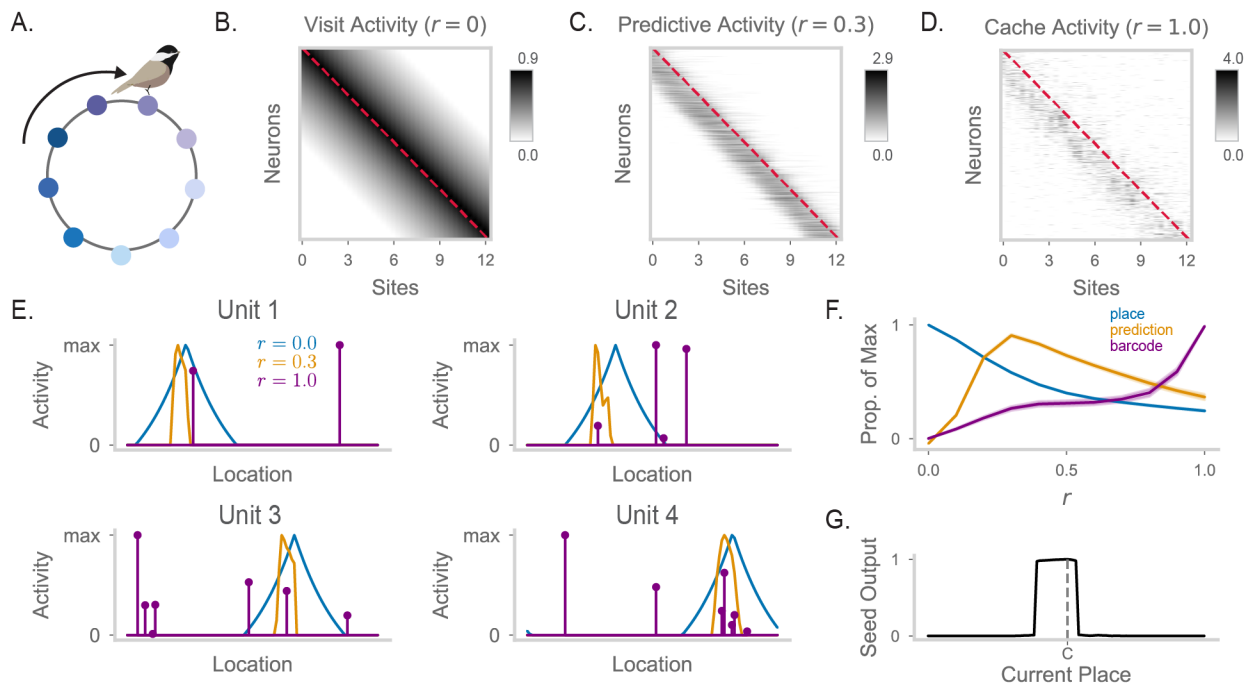 A.
B.
Visit Activity (r = 0)
Neurons
0 3 6 9 12
Sites
0.9
0.0
C.
Predictive Activity (r = 0.3)
Neurons
0 3 6 9 12
Sites
2.9
0.0
D.
Cache Activity (r = 1.0)
Neurons
0 3 6 9 12
Sites
4.0
0.0
E.
Unit 1
max
0
Activity
Location
r = 0.0
r = 0.3
r = 1.0
Unit 2
max
0
Activity
Location
Unit 3
max
0
Activity
Location
Unit 4
max
0
Activity
Location
F.
place
prediction
barcode
1
0
Prop. of Max
0.0 0.5 1.0
r
G.
1
0
Seed Output
C
Current Place